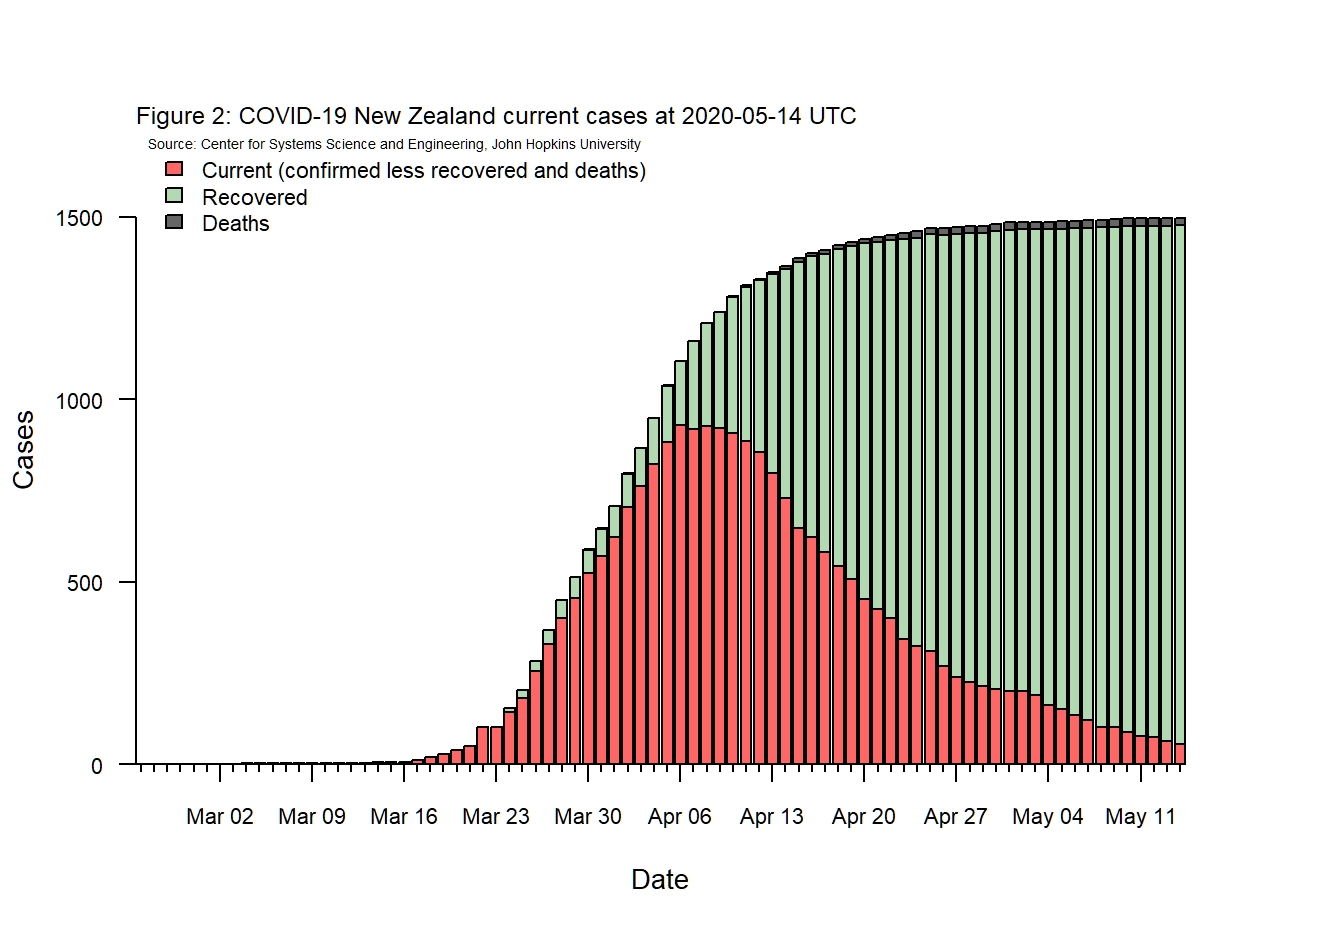 Figure 2: COVID-19 New Zealand current cases at 2020-05-14 UTC
Source: Center for Systems Science and Engineering, John Hopkins University
Current (confirmed less recovered and deaths)
Recovered
Deaths
1500
1000
500
0
Cases
Mar 02 Mar 09 Mar 16 Mar 23 Mar 30 Apr 06 Apr 13 Apr 20 Apr 27 May 04 May 11
Date